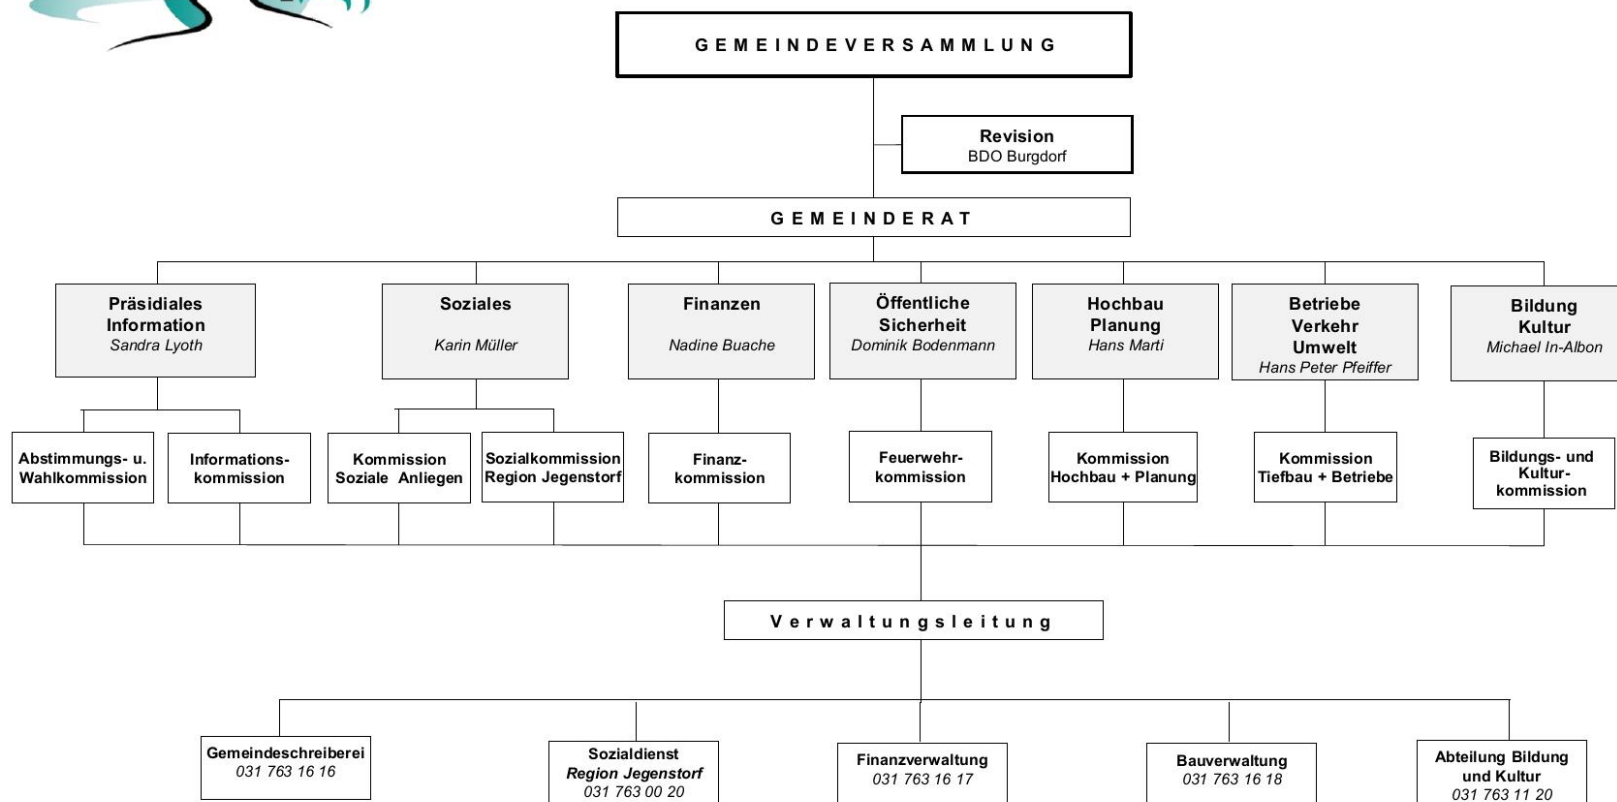 GEMEINDEVERSAMMLUNG
Revision
BDO Burgdorf
GEMEINDERAT
Präsidiales
Information
Sandra Lyoth
Soziales
Karin Müller
Finanzen
Nadine Buache
Öffentliche
Sicherheit
Dominik Bodenmann
Hochbau
Planung
Hans Marti
Betriebe
Verkehr
Umwelt
Hans Peter Pfeiffer
Bildung
Kultur
Michael In-Albon
Abstimmungs- u.
Wahlkommission
Informations-
kommission
Kommission
Soziale Anliegen
Sozialkommission
Region Jegenstorf
Finanz-
kommission
Feuerwehr-
kommission
Kommission
Hochbau + Planung
Kommission
Tiefbau + Betriebe
Bildungs- und
Kultur-
kommission
Verwaltungsleitung
Gemeindeschreiberei
031 763 16 16
Sozialdienst
Region Jegenstorf
031 763 00 20
Finanzverwaltung
031 763 16 17
Bauverwaltung
031 763 16 18
Abteilung Bildung
und Kultur
031 763 11 20